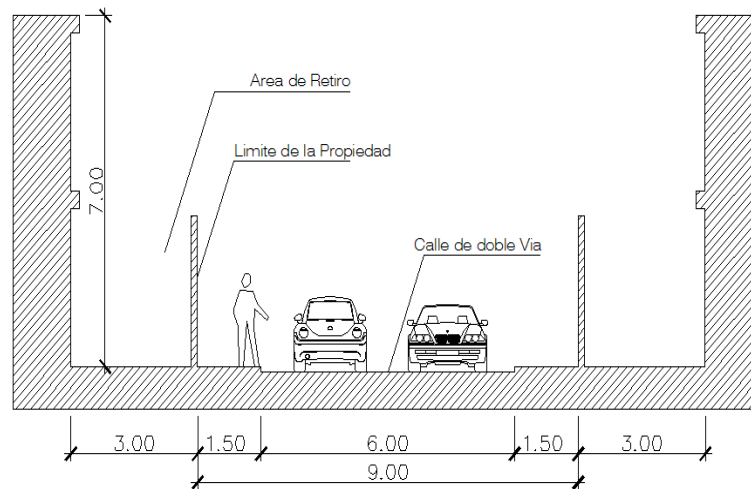 Area de Retiro
Limite de la Propiedad
7.00
Calle de doble Via
3.00 1.50 6.00 1.50 3.00
9.00